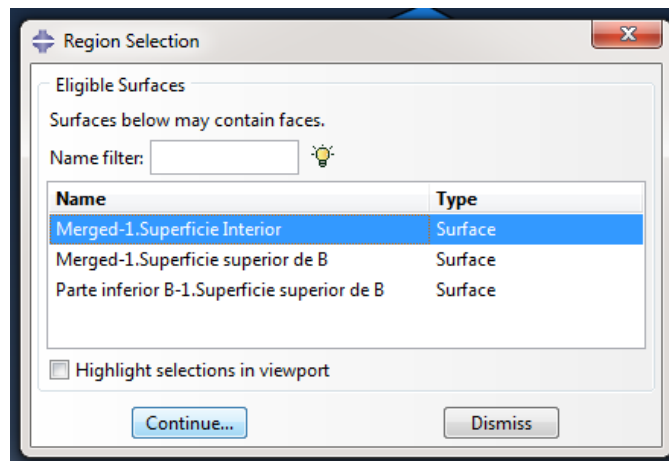 Region Selection
Eligible Surfaces
Surfaces below may contain faces.
Name filter:
Name Type
Merged-1.Superficie Interior Surface
Merged-1.Superficie superior de B Surface
Parte inferior B-1.Superficie superior de B Surface
Highlight selections in viewport
Continue... Dismiss